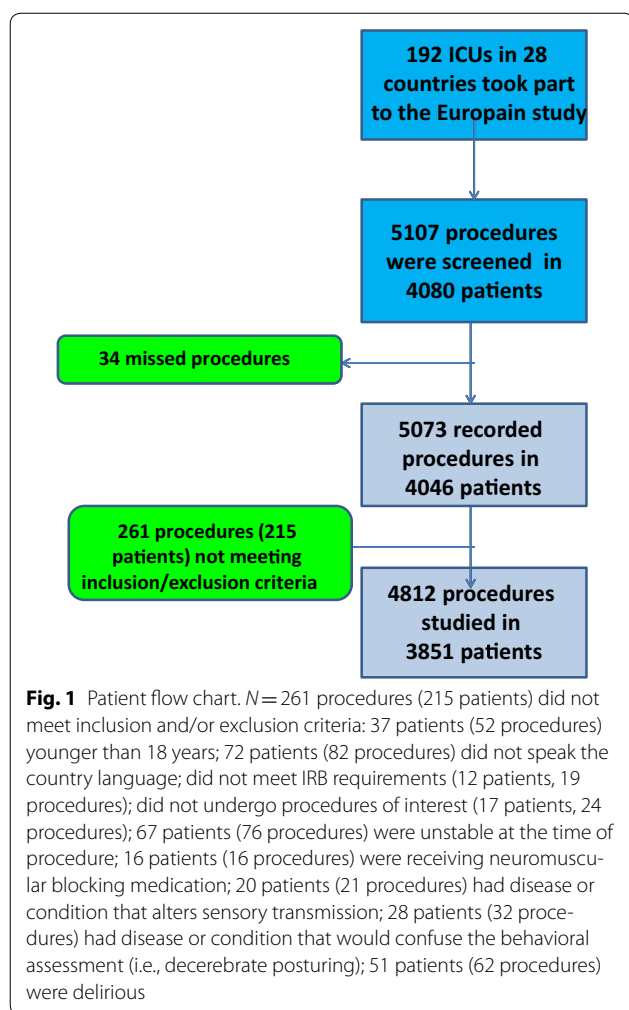 192 ICUs in 28
countries took part
to the Europain study
5107 procedures
were screened in
4080 patients
34 missed procedures
5073 recorded
procedures in
4046 patients
261 procedures (215
patients) not meeting
inclusion/exclusion criteria
4812 procedures
studied in
3851 patients
Fig. 1 Patient flow chart. N = 261 procedures (215 patients) did not
meet inclusion and/or exclusion criteria: 37 patients (52 procedures)
younger than 18 years; 72 patients (82 procedures) did not speak the
country language; did not meet IRB requirements (12 patients, 19
procedures); did not undergo procedures of interest (17 patients, 24
procedures); 67 patients (76 procedures) were unstable at the time of
procedure; 16 patients (16 procedures) were receiving neuromuscu-
lar blocking medication; 20 patients (21 procedures) had disease or
condition that alters sensory transmission; 28 patients (32 proce-
dures) had disease or condition that would confuse the behavioral
assessment (i.e., decerebrate posturing); 51 patients (62 procedures)
were delirious